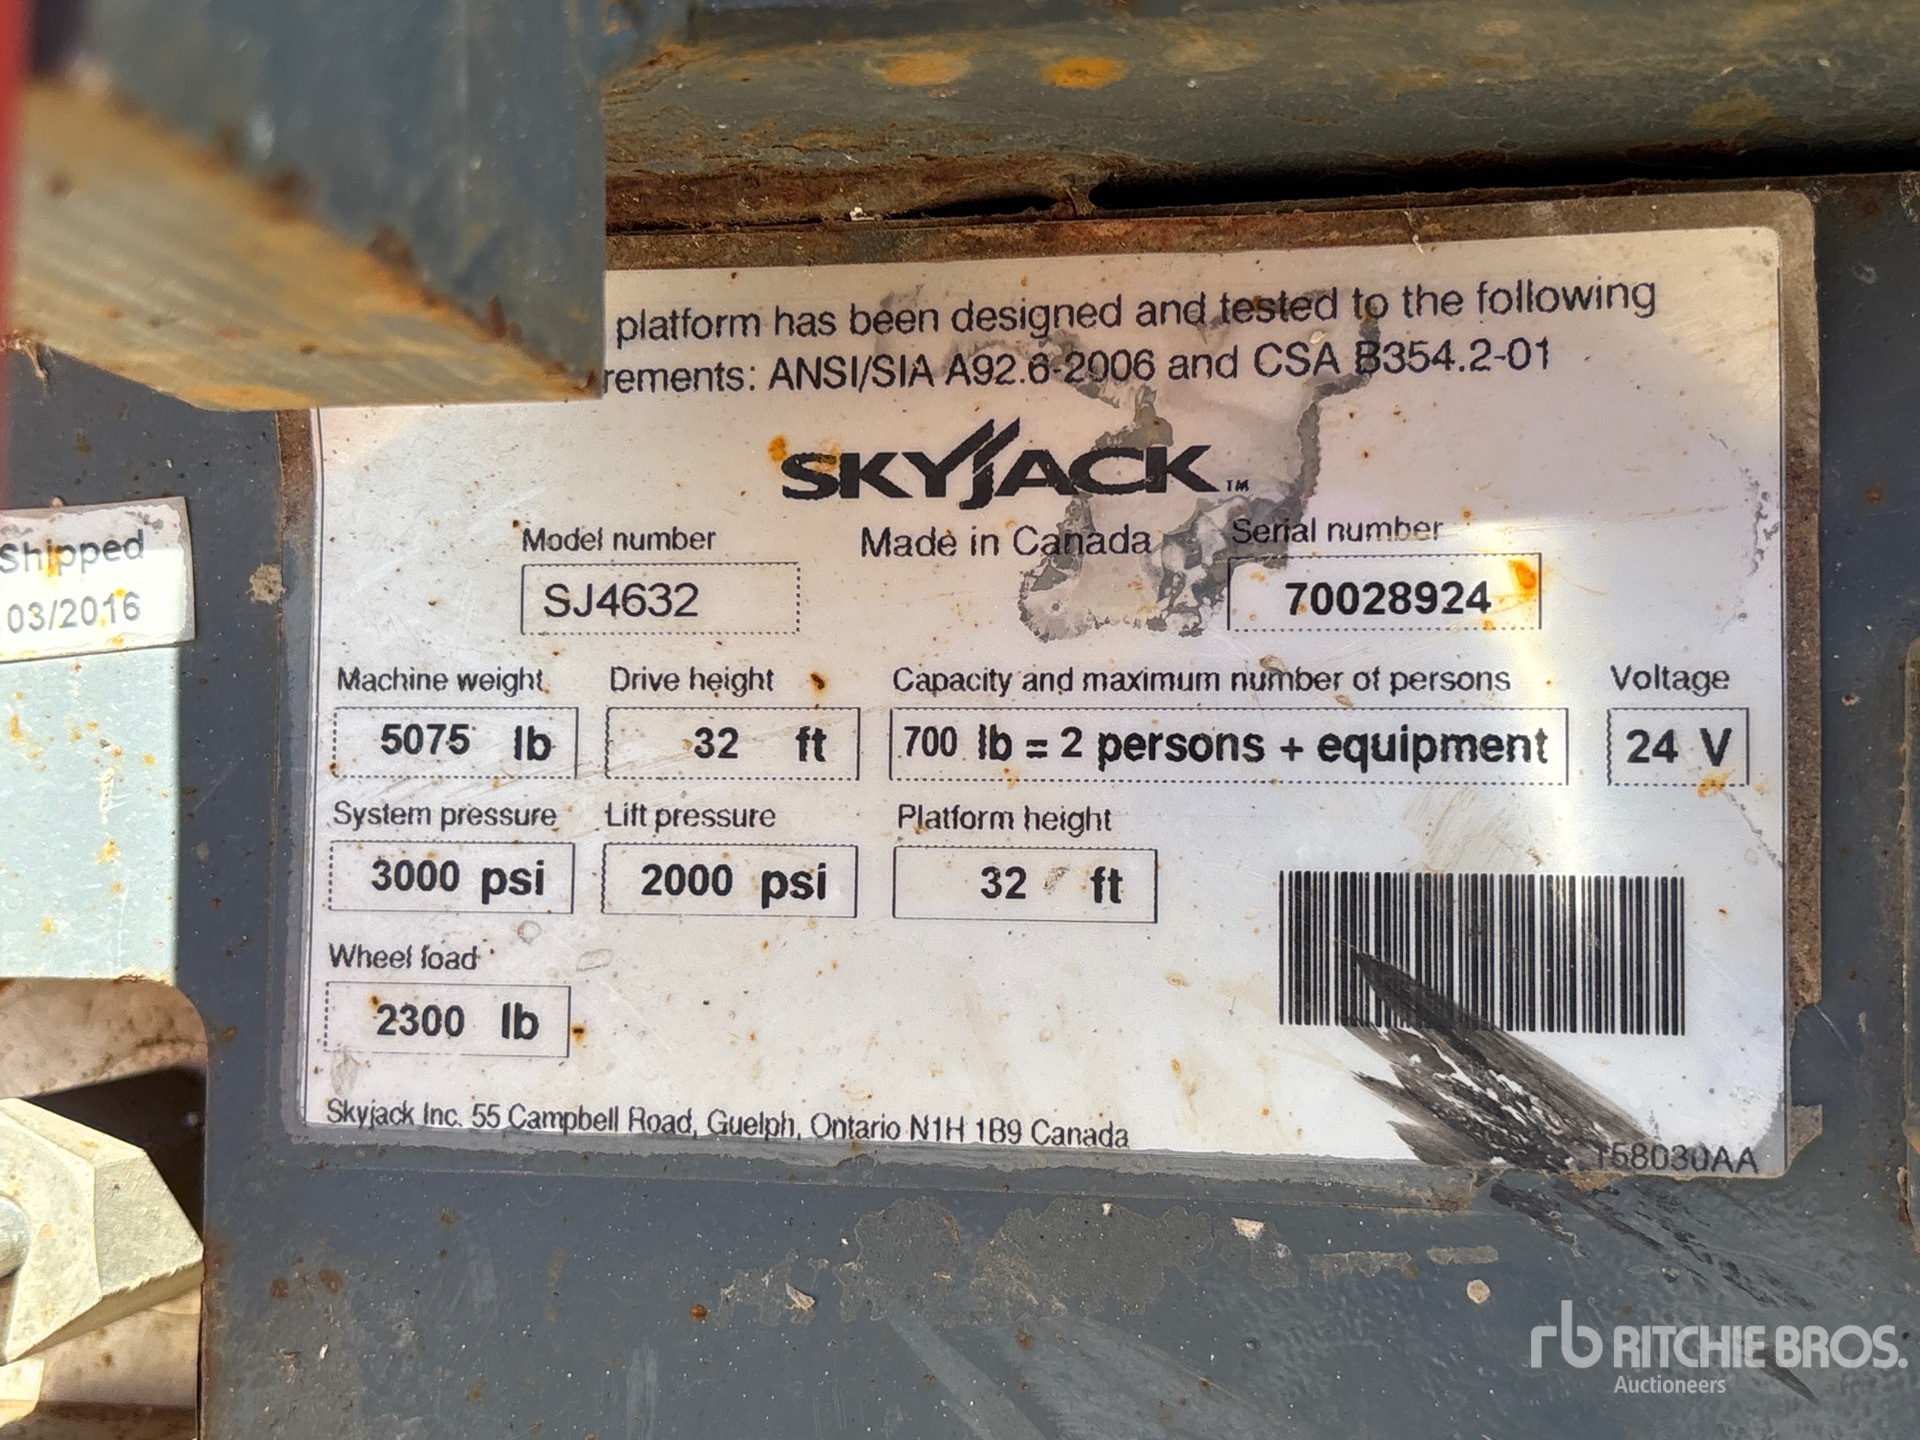 platform has been designed and tested to the following
rements: ANSI/SIA A92.6-2006 and CSA B354.2-01
SKYJACK™
Model number
Made in Canada
Serial number
SJ4632
70028924
Shipped
03/2016
Machine weight
Drive height
Capacity and maximum number of persons
Voltage
5075 lb
32 ft
700 lb = 2 persons + equipment
24 V
System pressure
Lift pressure
Platform height
3000 psi
2000 psi
32 ft
Wheel load
2300 lb
Skyjack Inc. 55 Campbell Road, Guelph, Ontario N1H 1B9 Canada
158030AA
rb RITCHIE BROS.
Auctioneers